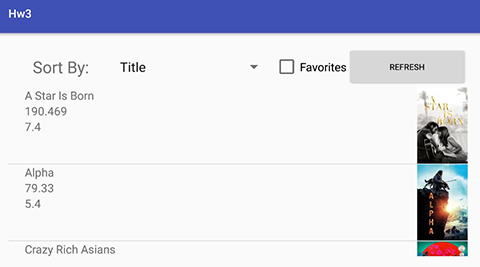 Hw3
Sort By: Title Favorites REFRESH
A Star Is Born
190.469
7.4
A
STAR
IS
BORN
Alpha
79.33
5.4
ALPHA
Crazy Rich Asians